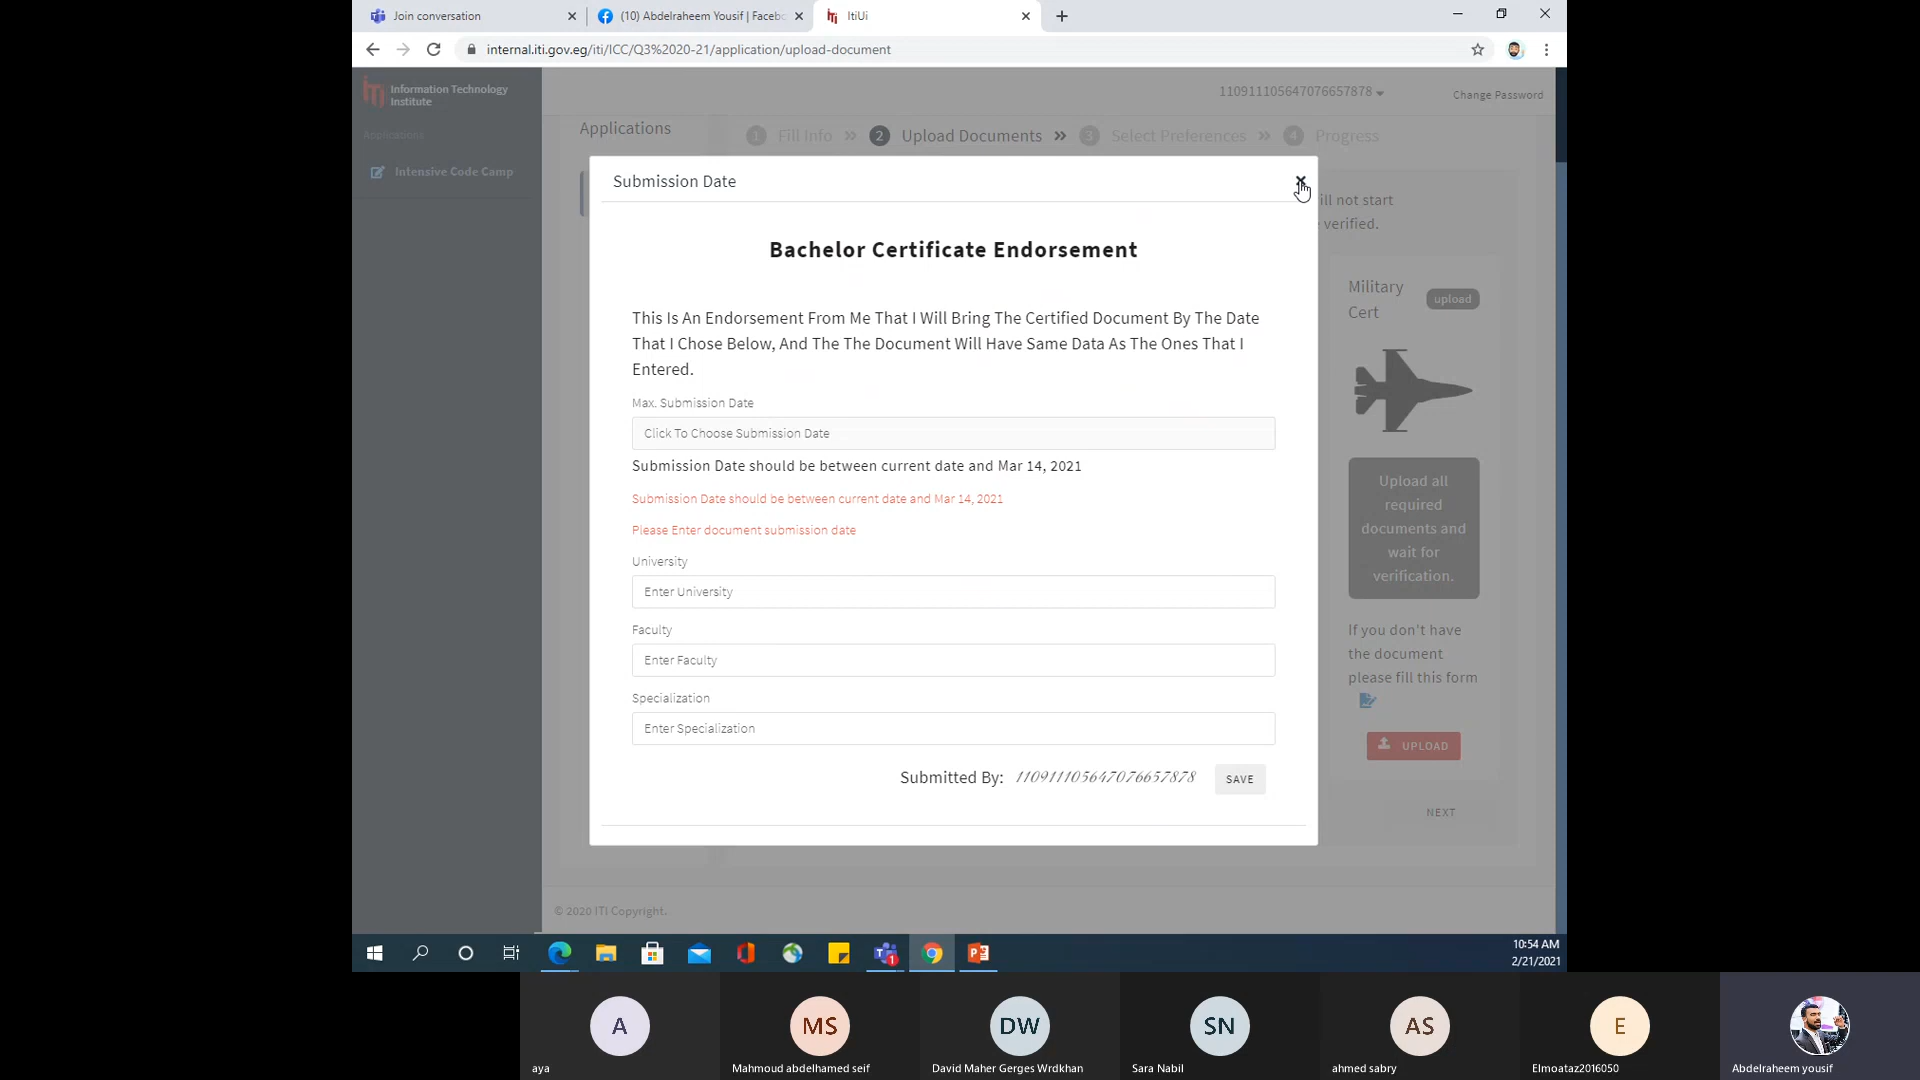 Join conversation
(10) Abdelraheem Yousif | Facebo
ItiUi
internal.iti.gov.eg/iti/ICC/Q3%2020-21/application/upload-document
Information Technology
Institute
110911105647076657878
Change Password
Applications
Applications
1 Fill Info » 2 Upload Documents » 3 Select Preferences » 4 Progress
Intensive Code Camp
Submission Date
ill not start
verified.
Bachelor Certificate Endorsement
Military
Cert
upload
This Is An Endorsement From Me That I Will Bring The Certified Document By The Date
That I Chose Below, And The The Document Will Have Same Data As The Ones That I
Entered.
Max. Submission Date
Click To Choose Submission Date
Submission Date should be between current date and Mar 14, 2021
Submission Date should be between current date and Mar 14, 2021
Please Enter document submission date
Upload all
required
documents and
wait for
verification.
University
Enter University
Faculty
Enter Faculty
If you don't have
the document
please fill this form
Specialization
Enter Specialization
UPLOAD
Submitted By: 110911105647076657878
SAVE
NEXT
© 2020 ITI Copyright.
1
10:54 AM
2/21/2021
A
MS
DW
SN
AS
E
aya
Mahmoud abdelhamed seif
David Maher Gerges Wrdkhan
Sara Nabil
ahmed sabry
Elmoataz2016050
Abdelraheem yousif